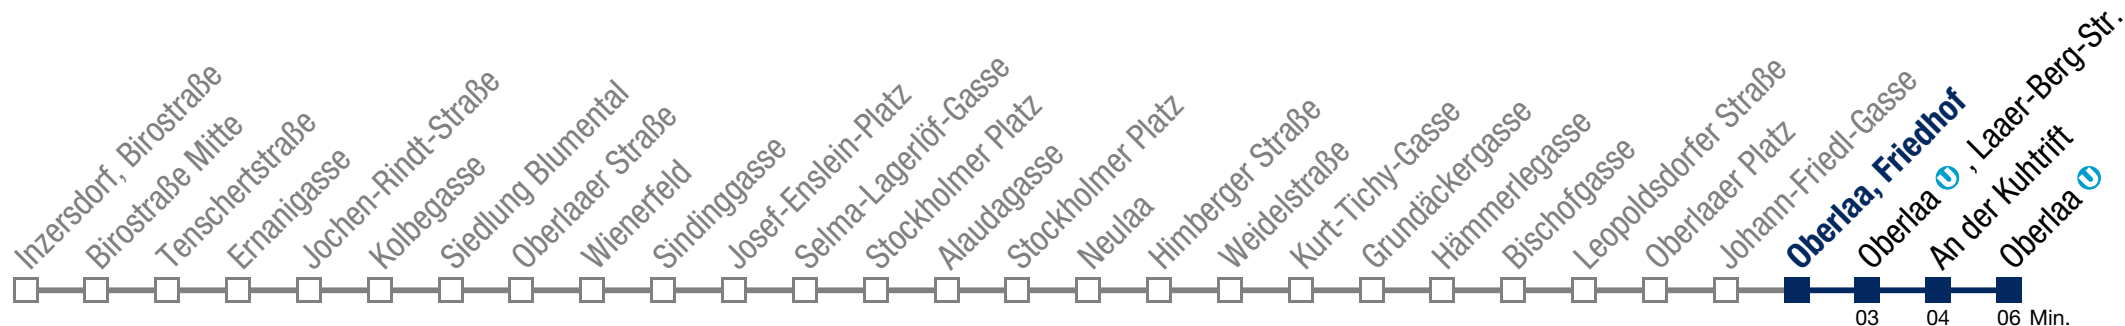 Inzersdorf, Birostraße
Birostraße Mitte
Tenschertstraße
Ernanigasse
Jochen-Rindt-Straße
Kolbegasse
Siedlung Blumental
Oberlaaer Straße
Wienerfeld
Sindinggasse
Josef-Enslein-Platz
Selma-Lagerlöf-Gasse
Stockholmer Platz
Alaudagasse
Stockholmer Platz
Neulaa
Himberger Straße
Weidelstraße
Kurt-Tichy-Gasse
Grundäckergasse
Hämmerlegasse
Bischofgasse
Leopoldsdorfer Straße
Oberlaaer Platz
Johann-Friedl-Gasse
Oberlaa, Friedhof
Oberlaa U , Laaer-Berg-Str.
An der Kuhtrift
Oberlaa U
03 04 06 Min.